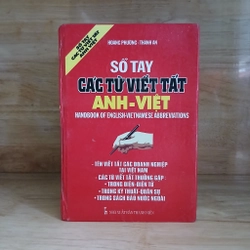 HOÀNG PHƯƠNG - THÀNH AN
SỔ TAY
CÁC TỪ VIẾT TẮT
ANH-VIỆT
HANDBOOK OF ENGLISH-VIETNAMESE ABBREVIATIONS
- TÊN VIẾT TẮT CÁC DOANH NGHIỆP
TẠI VIỆT NAM
- CÁC TỪ VIẾT TẮT THƯỜNG GẶP
- TRONG ĐIỆN-ĐIỆN TỬ
- TRONG KỸ THUẬT-QUÂN SỰ
- TRONG SÁCH BÁO NƯỚC NGOÀI